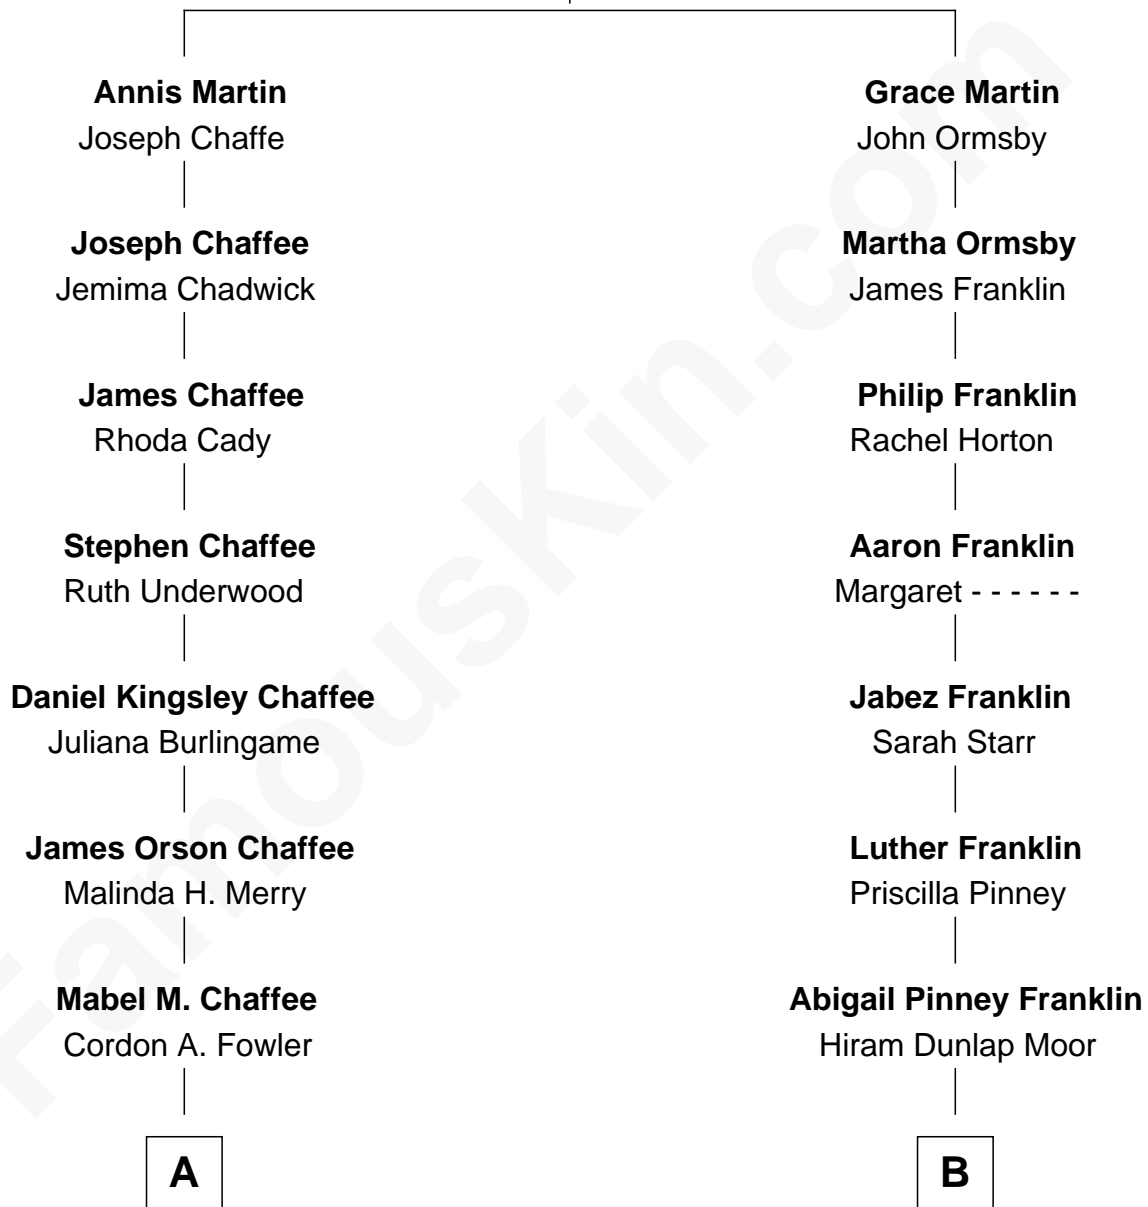 Annis Martin
Joseph Chaffe
Joseph Chaffee
Jemima Chadwick
James Chaffee
Rhoda Cady
Stephen Chaffee
Ruth Underwood
Daniel Kingsley Chaffee
Juliana Burlingame
James Orson Chaffee
Malinda H. Merry
Mabel M. Chaffee
Cordon A. Fowler
A
Grace Martin
John Ormsby
Martha Ormsby
James Franklin
Philip Franklin
Rachel Horton
Aaron Franklin
Margaret - - - - - -
Jabez Franklin
Sarah Starr
Luther Franklin
Priscilla Pinney
Abigail Pinney Franklin
Hiram Dunlap Moor
B
FamousKin.com